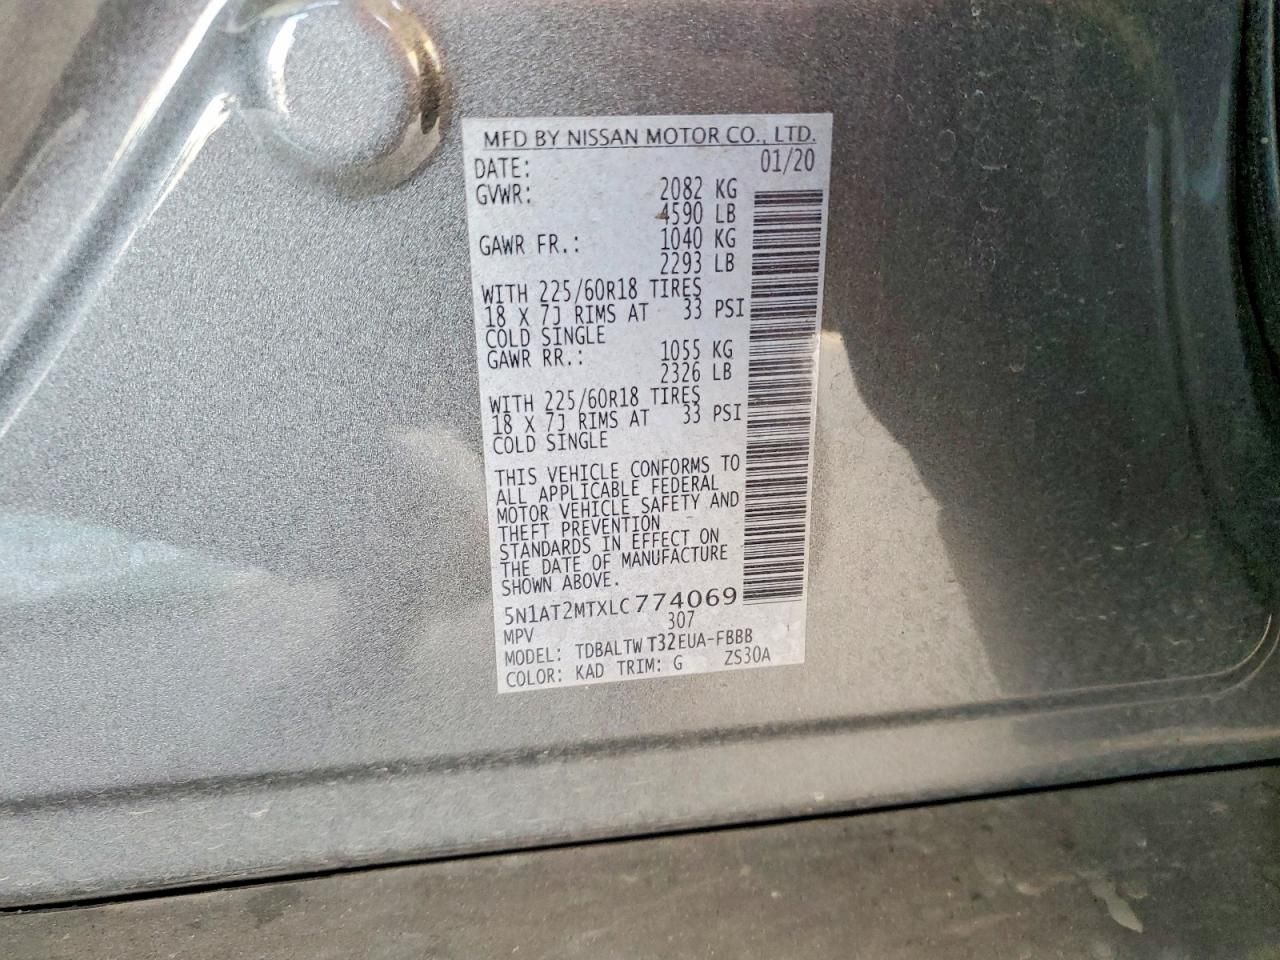 MFD BY NISSAN MOTOR CO., LTD.
DATE: 01/20
GVWR: 2082 KG
4590 LB
GAWR FR.: 1040 KG
2293 LB
WITH 225/60R18 TIRES
18 X 7J RIMS AT 33 PSI
COLD SINGLE
GAWR RR.: 1055 KG
2326 LB
WITH 225/60R18 TIRES
18 X 7J RIMS AT 33 PSI
COLD SINGLE
THIS VEHICLE CONFORMS TO
ALL APPLICABLE FEDERAL
MOTOR VEHICLE SAFETY AND
THEFT PREVENTION
STANDARDS IN EFFECT ON
THE DATE OF MANUFACTURE
SHOWN ABOVE.
5N1AT2MTXLC774069
MPV 307
MODEL: TDBALTW T32EUA-FBBB
COLOR: KAD TRIM: G ZS30A